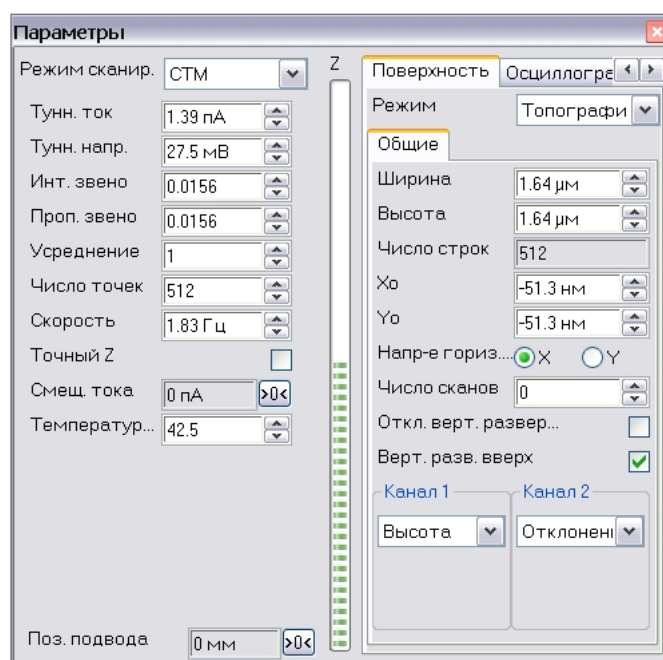 Параметры
Режим сканир. СТМ
Тунн. ток 1.39 пА
Тунн. напр. 27.5 мВ
Инт. звено 0.0156
Проп. звено 0.0156
Усреднение 1
Число точек 512
Скорость 1.83 Гц
Точный Z
Смещ. тока 0 пА >0<
Температур... 42.5
Поз. подвода 0 мм >0<
Z
Поверхность Осциллогра
Режим Топографи
Общие
Ширина 1.64 µм
Высота 1.64 µм
Число строк 512
Xo -51.3 нм
Yo -51.3 нм
Напр-е гориз.... X Y
Число сканов 0
Откл. верт. развер...
Верт. разв. вверх
Канал 1 Канал 2
Высота Отклонені